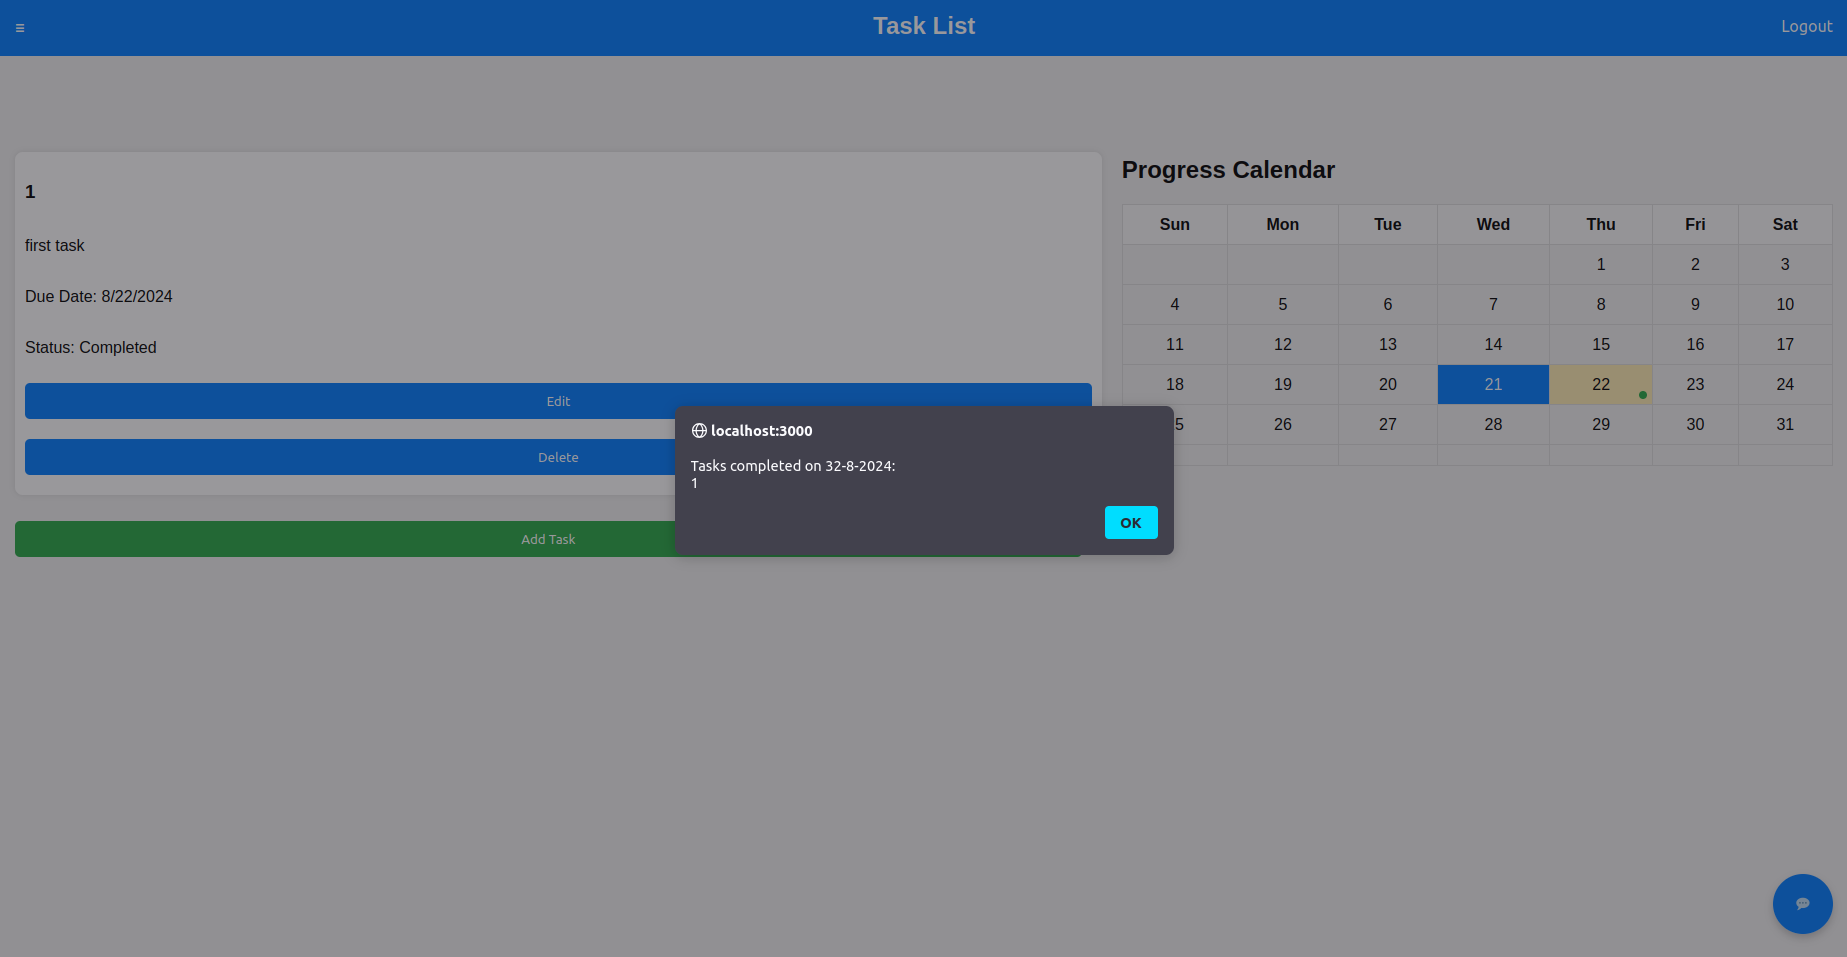 ≡
Task List
Logout
1
first task
Due Date: 8/22/2024
Status: Completed
Edit
Delete
Add Task
Progress Calendar
Sun Mon Tue Wed Thu Fri Sat
1 2 3
4 5 6 7 8 9 10
11 12 13 14 15 16 17
18 19 20 21 22 23 24
5 26 27 28 29 30 31
localhost:3000
Tasks completed on 32-8-2024:
1
OK